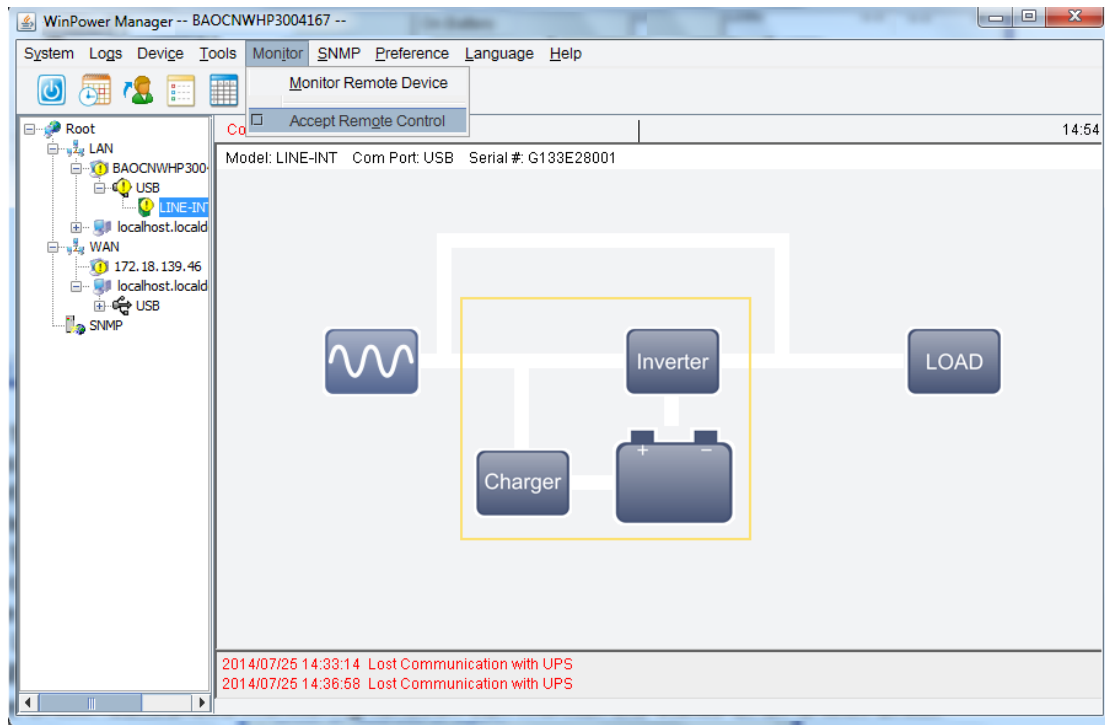 WinPower Manager -- BAOCNWHP3004167 --
System Logs Device Tools Monitor SNMP Preference Language Help
Monitor Remote Device
Accept Remote Control
Root
LAN
BAOCNWHP300
USB
LINE-INT
localhost.locald
WAN
172.18.139.46
localhost.locald
USB
SNMP
Co
14:54
Model: LINE-INT Com Port: USB Serial #: G133E28001
Inverter
LOAD
+ −
Charger
2014/07/25 14:33:14 Lost Communication with UPS
2014/07/25 14:36:58 Lost Communication with UPS